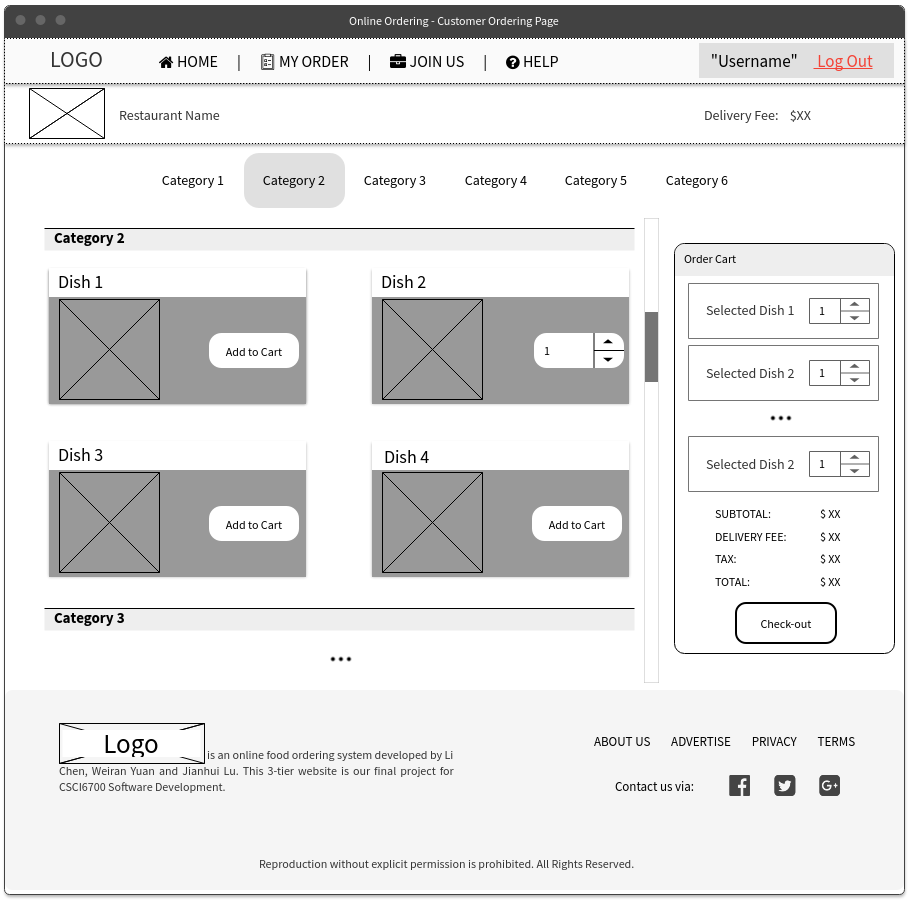 Online Ordering - Customer Ordering Page
LOGO
HOME | MY ORDER | JOIN US | HELP
"Username" Log Out
Restaurant Name
Delivery Fee: $XX
Category 1 Category 2 Category 3 Category 4 Category 5 Category 6
Category 2
Dish 1
Add to Cart
Dish 2
1
Dish 3
Add to Cart
Dish 4
Add to Cart
Category 3
•••
Order Cart
Selected Dish 1 1
Selected Dish 2 1
•••
Selected Dish 2 1
SUBTOTAL: $ XX
DELIVERY FEE: $ XX
TAX: $ XX
TOTAL: $ XX
Check-out
Logo is an online food ordering system developed by Li
Chen, Weiran Yuan and Jianhui Lu. This 3-tier website is our final project for
CSCI6700 Software Development.
ABOUT US ADVERTISE PRIVACY TERMS
Contact us via:
Reproduction without explicit permission is prohibited. All Rights Reserved.